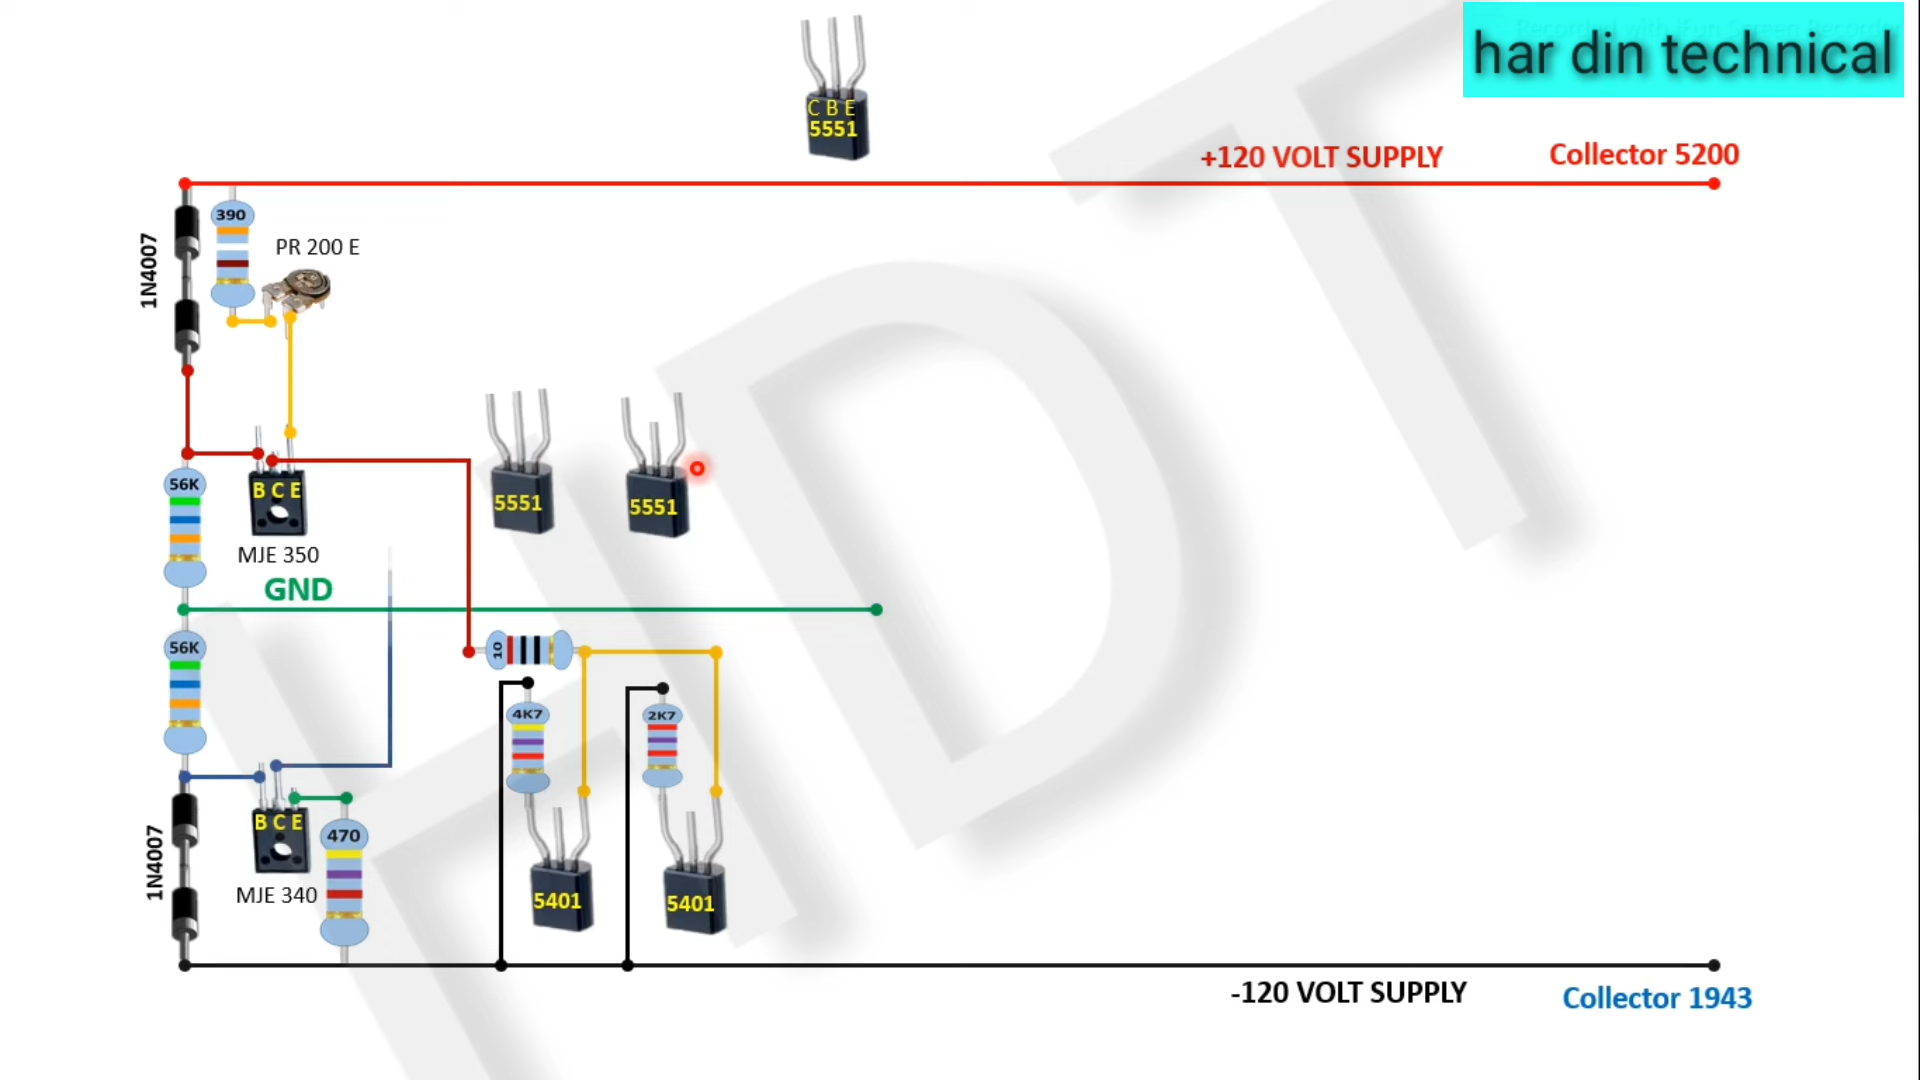 har din technical
C B E
5551
+120 VOLT SUPPLY
Collector 5200
390
PR 200 E
1N4007
56K
B C E
5551
5551
MJE 350
GND
56K
10
4K7
2K7
B C E
470
1N4007
MJE 340
5401
5401
-120 VOLT SUPPLY
Collector 1943
HDT